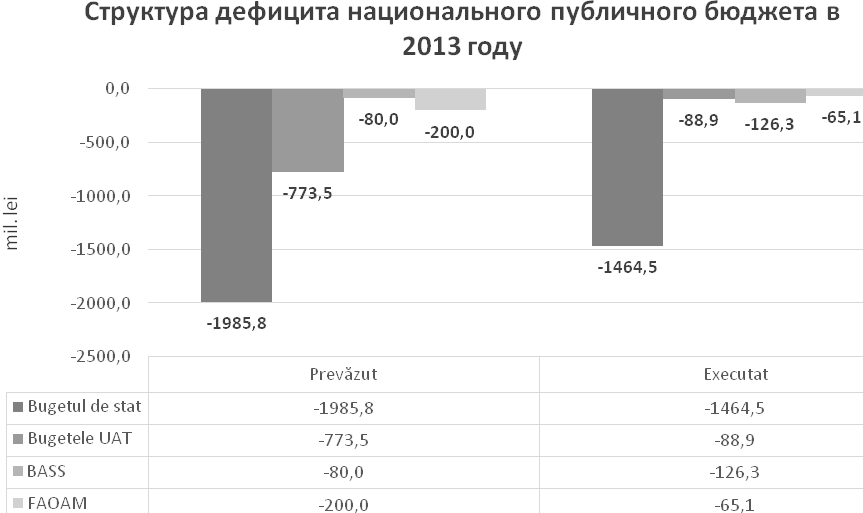 Структура дефицита национального публичного бюджета в
2013 году
mil. lei
0,0
-500,0
-1000,0
-1500,0
-2000,0
-2500,0
-1985,8
-773,5
-80,0
-200,0
-1464,5
-88,9
-126,3
-65,1
Prevăzut Executat
Bugetul de stat -1985,8 -1464,5
Bugetele UAT -773,5 -88,9
BASS -80,0 -126,3
FAOAM -200,0 -65,1